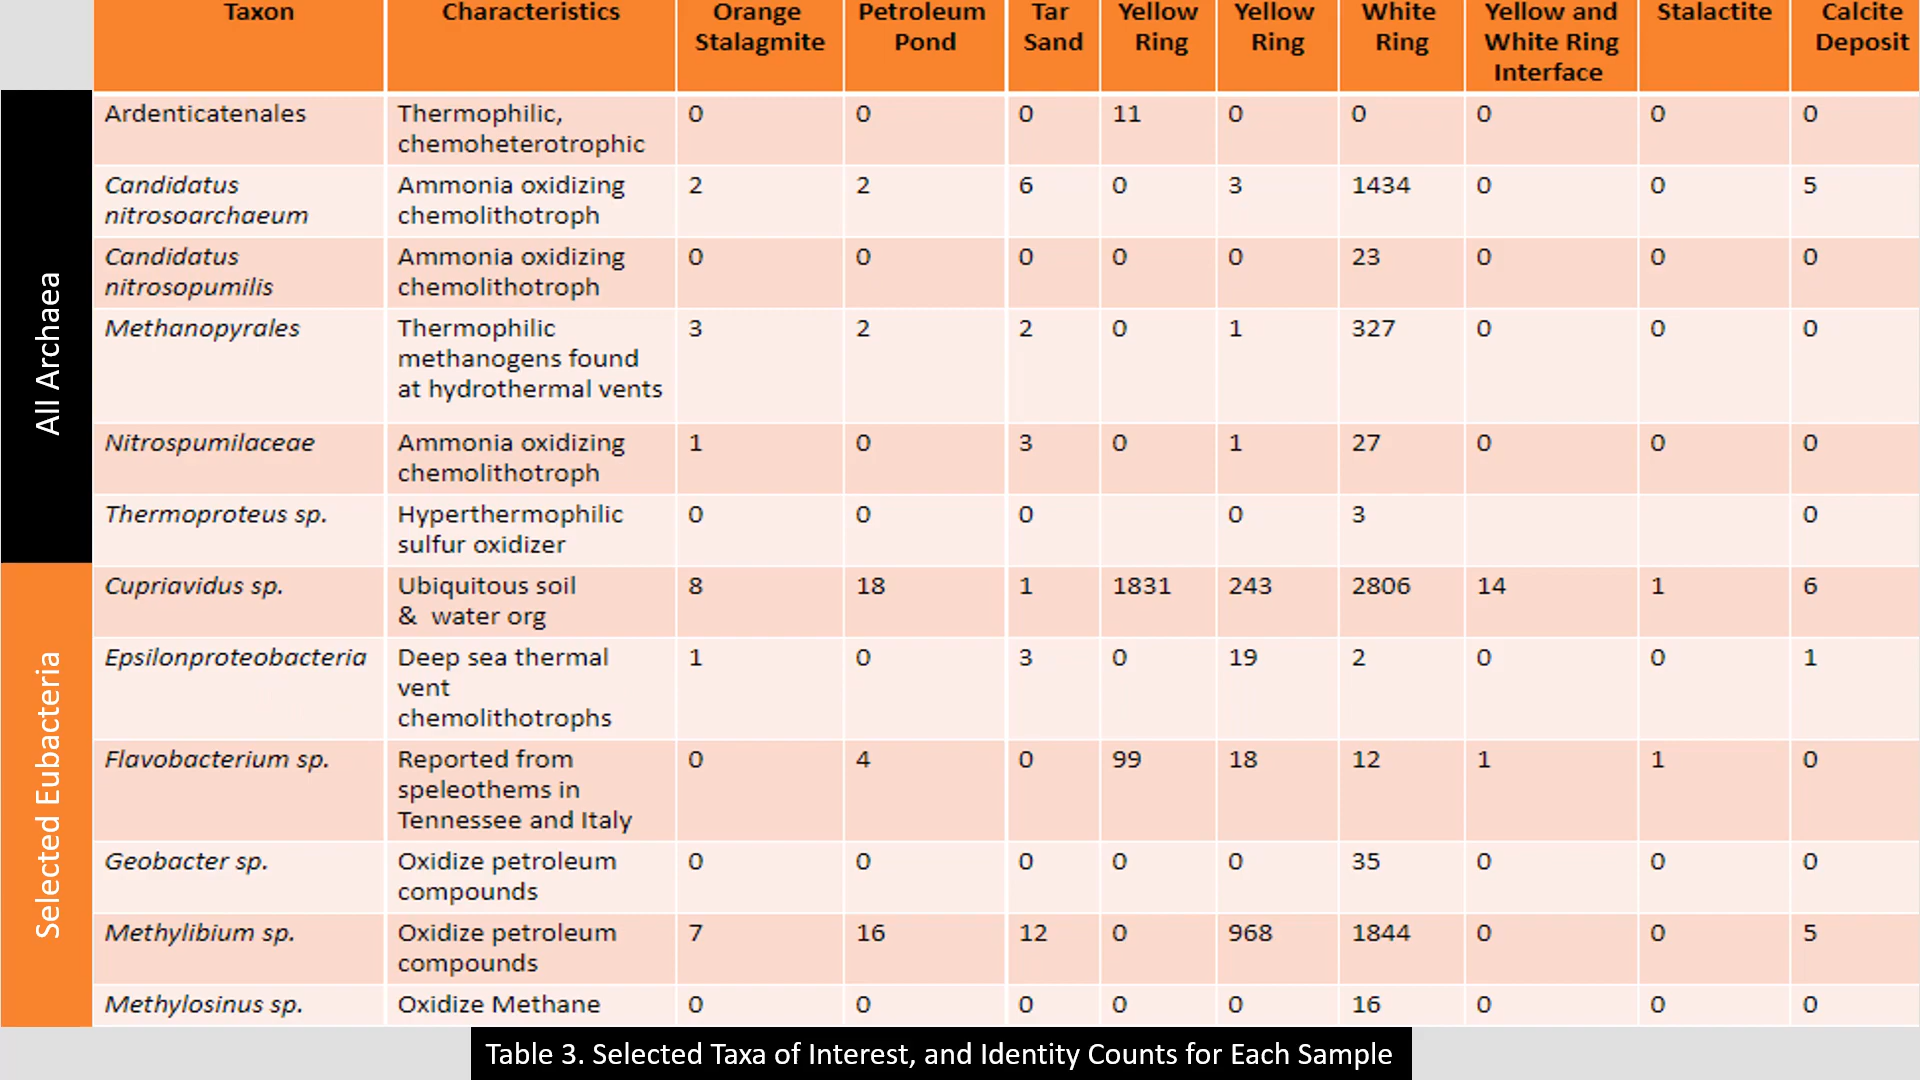 Taxon Characteristics Orange Stalagmite Petroleum Pond Tar Sand Yellow Ring Yellow Ring White Ring Yellow and White Ring Interface Stalactite Calcite Deposit
All Archaea
Ardenticatenales Thermophilic, chemoheterotrophic 0 0 0 11 0 0 0 0 0
Candidatus nitrosoarchaeum Ammonia oxidizing chemolithotroph 2 2 6 0 3 1434 0 0 5
Candidatus nitrosopumilis Ammonia oxidizing chemolithotroph 0 0 0 0 0 23 0 0 0
Methanopyrales Thermophilic methanogens found at hydrothermal vents 3 2 2 0 1 327 0 0 0
Nitrospumilaceae Ammonia oxidizing chemolithotroph 1 0 3 0 1 27 0 0 0
Thermoproteus sp. Hyperthermophilic sulfur oxidizer 0 0 0 0 3 0
Selected Eubacteria
Cupriavidus sp. Ubiquitous soil & water org 8 18 1 1831 243 2806 14 1 6
Epsilonproteobacteria Deep sea thermal vent chemolithotrophs 1 0 3 0 19 2 0 0 1
Flavobacterium sp. Reported from speleothems in Tennessee and Italy 0 4 0 99 18 12 1 1 0
Geobacter sp. Oxidize petroleum compounds 0 0 0 0 0 35 0 0 0
Methylibium sp. Oxidize petroleum compounds 7 16 12 0 968 1844 0 0 5
Methylosinus sp. Oxidize Methane 0 0 0 0 0 16 0 0 0
Table 3. Selected Taxa of Interest, and Identity Counts for Each Sample